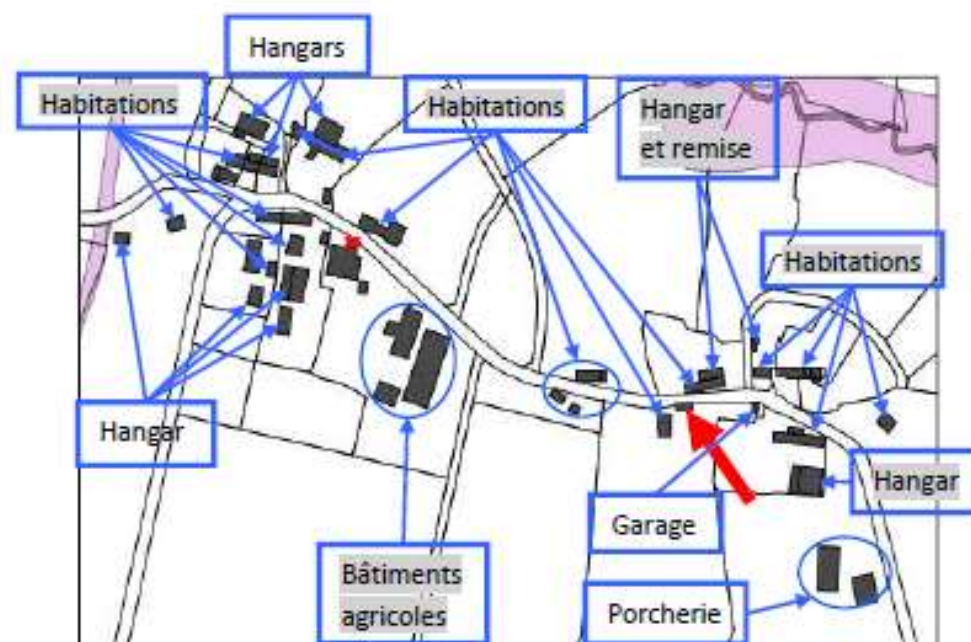 Hangars
Habitations
Habitations
Hangar
et remise
Habitations
Hangar
Hangar
Garage
Bâtiments
agricoles
Porcherie